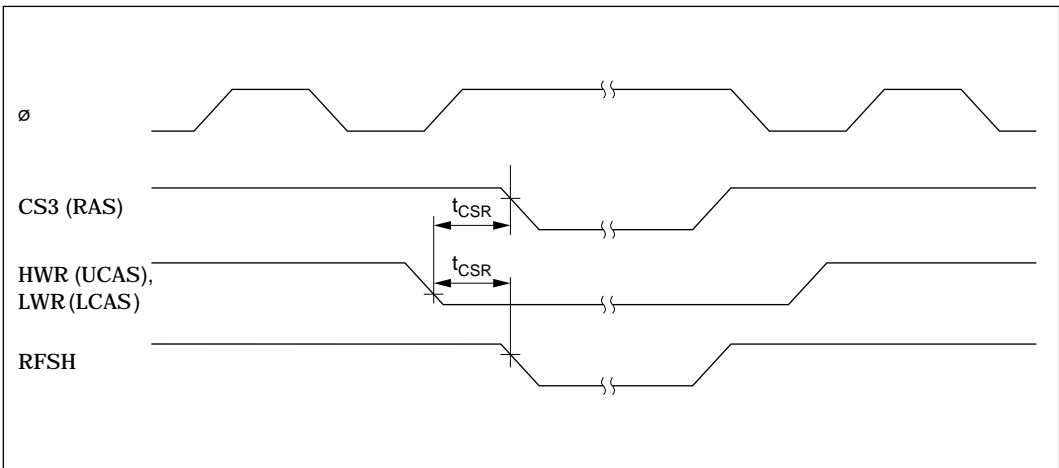 ø
CS3 (RAS)
tCSR
HWR (UCAS),
LWR (LCAS)
tCSR
RFSH